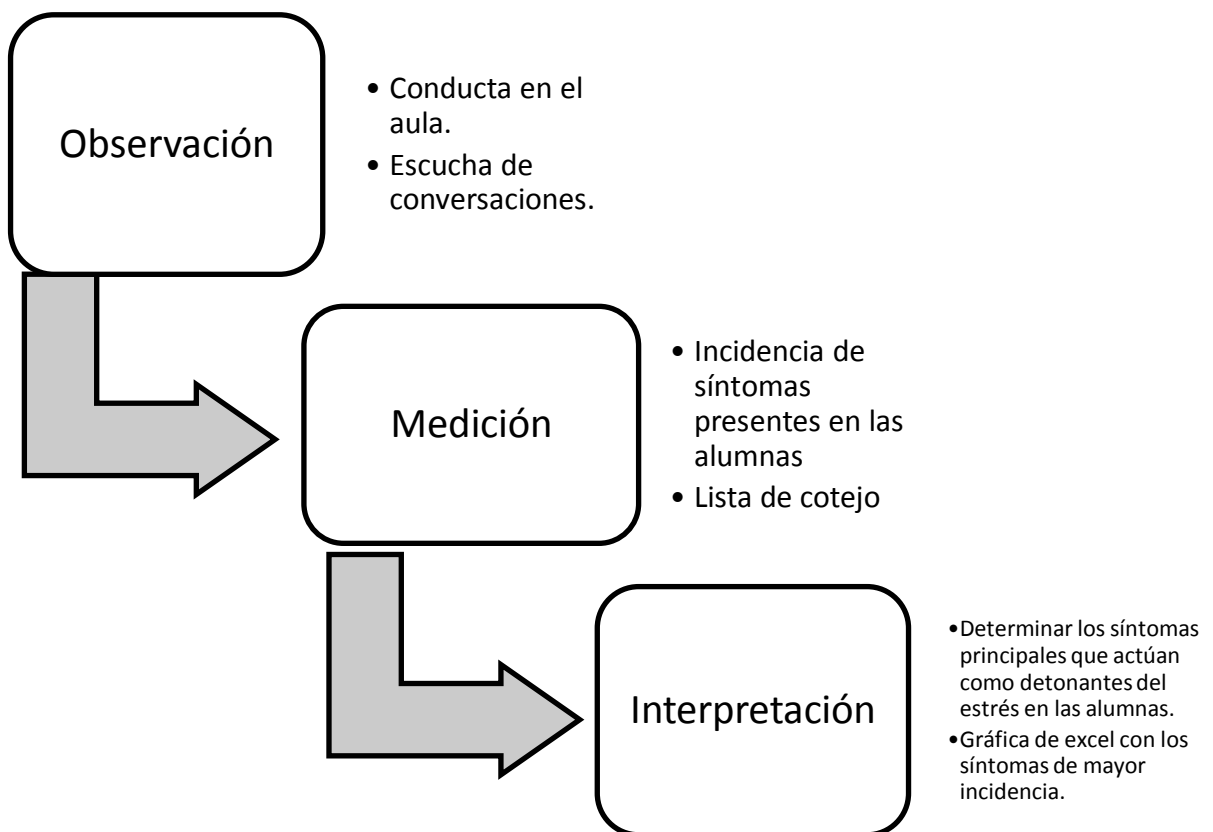 Observación
• Conducta en el
aula.
• Escucha de
conversaciones.
Medición
• Incidencia de
síntomas
presentes en las
alumnas
• Lista de cotejo
Interpretación
•Determinar los síntomas
principales que actúan
como detonantes del
estrés en las alumnas.
•Gráfica de excel con los
síntomas de mayor
incidencia.